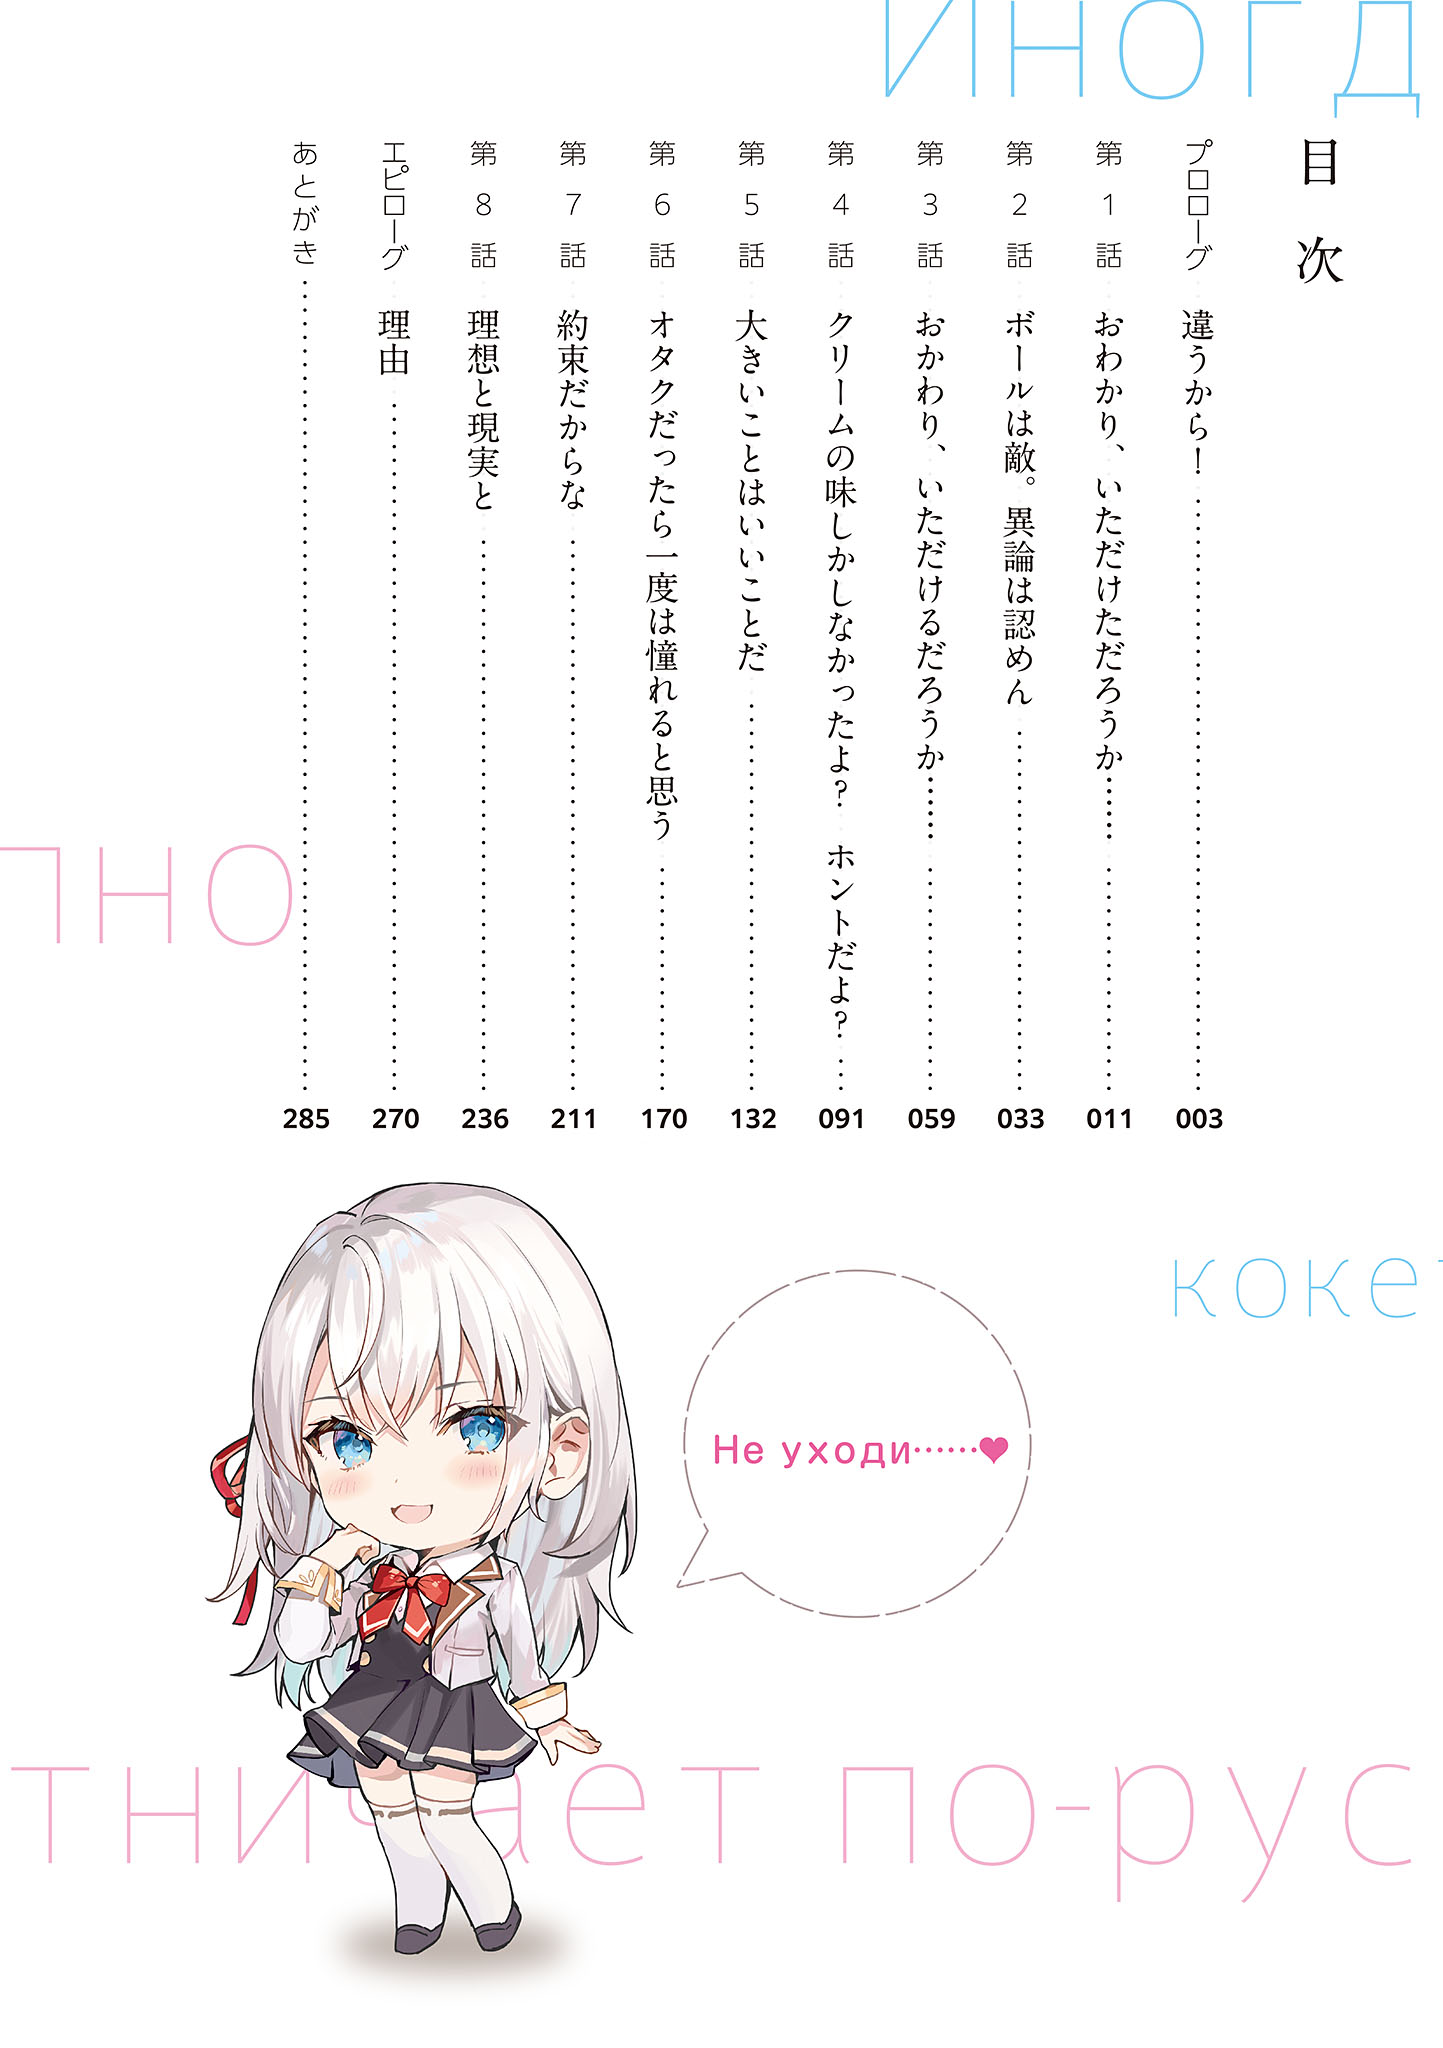 Иногд
目次
プロローグ 違うから！ 003
第1話 おわかり、いただけただろうか…… 011
第2話 ボールは敵。異論は認めん 033
第3話 おかわり、いただけるだろうか…… 059
第4話 クリームの味しかしなかったよ？ ホントだよ？ 091
第5話 大きいことはいいことだ 132
第6話 オタクだったら一度は憧れると思う 170
第7話 約束だからな 211
第8話 理想と現実と 236
エピローグ 理由 270
あとがき 285
но
коке
Не уходи……♥
тничает по-рус